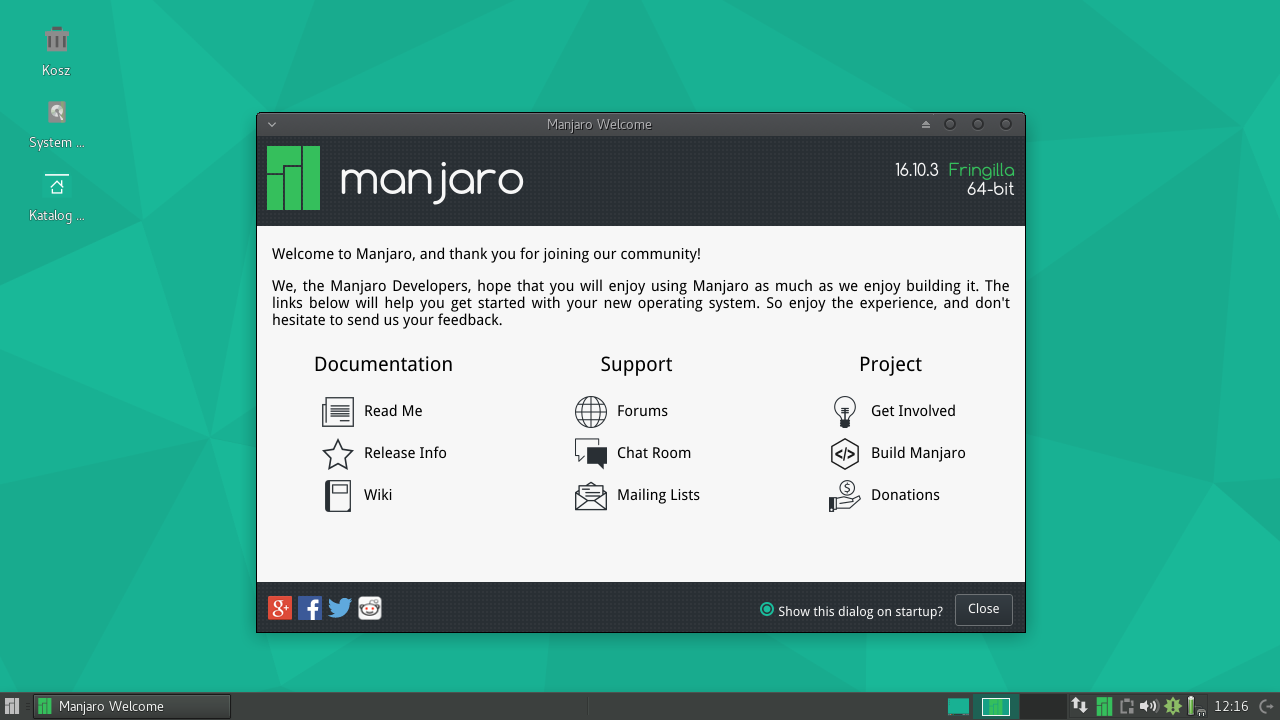 Kosz
System ...
Katalog ...
Manjaro Welcome
manjaro
16.10.3 Fringilla
64-bit
Welcome to Manjaro, and thank you for joining our community!
We, the Manjaro Developers, hope that you will enjoy using Manjaro as much as we enjoy building it. The
links below will help you get started with your new operating system. So enjoy the experience, and don't
hesitate to send us your feedback.
Documentation
Support
Project
Read Me
Forums
Get Involved
Release Info
Chat Room
Build Manjaro
Wiki
Mailing Lists
Donations
Show this dialog on startup?
Close
Manjaro Welcome
12:16